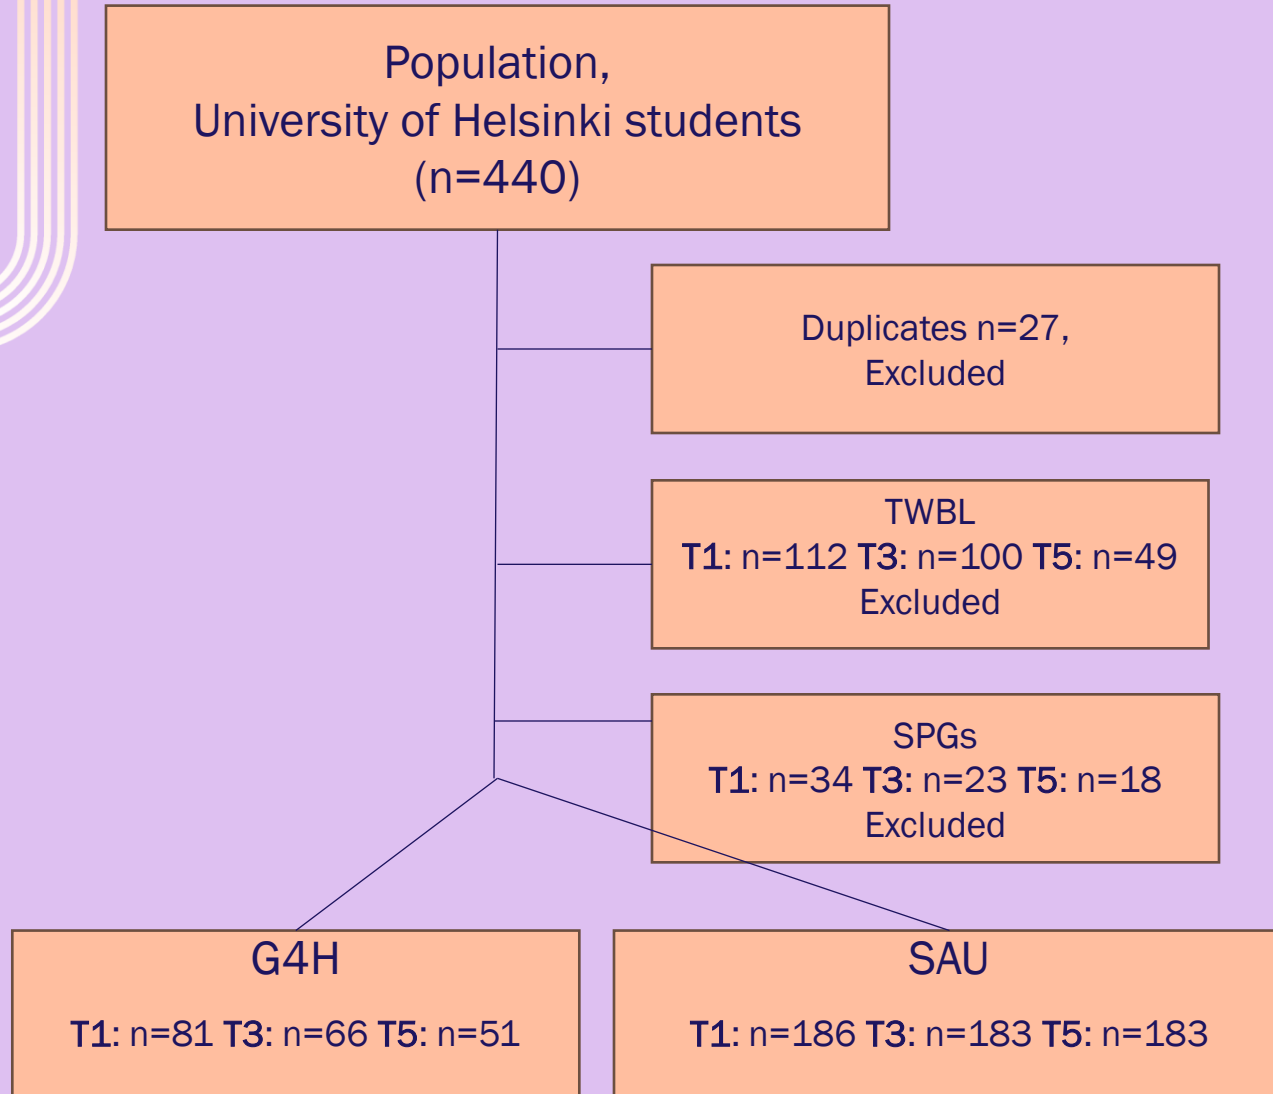 Population,
University of Helsinki students
(n=440)
Duplicates n=27,
Excluded
TWBL
T1: n=112 T3: n=100 T5: n=49
Excluded
SPGs
T1: n=34 T3: n=23 T5: n=18
Excluded
G4H
T1: n=81 T3: n=66 T5: n=51
SAU
T1: n=186 T3: n=183 T5: n=183